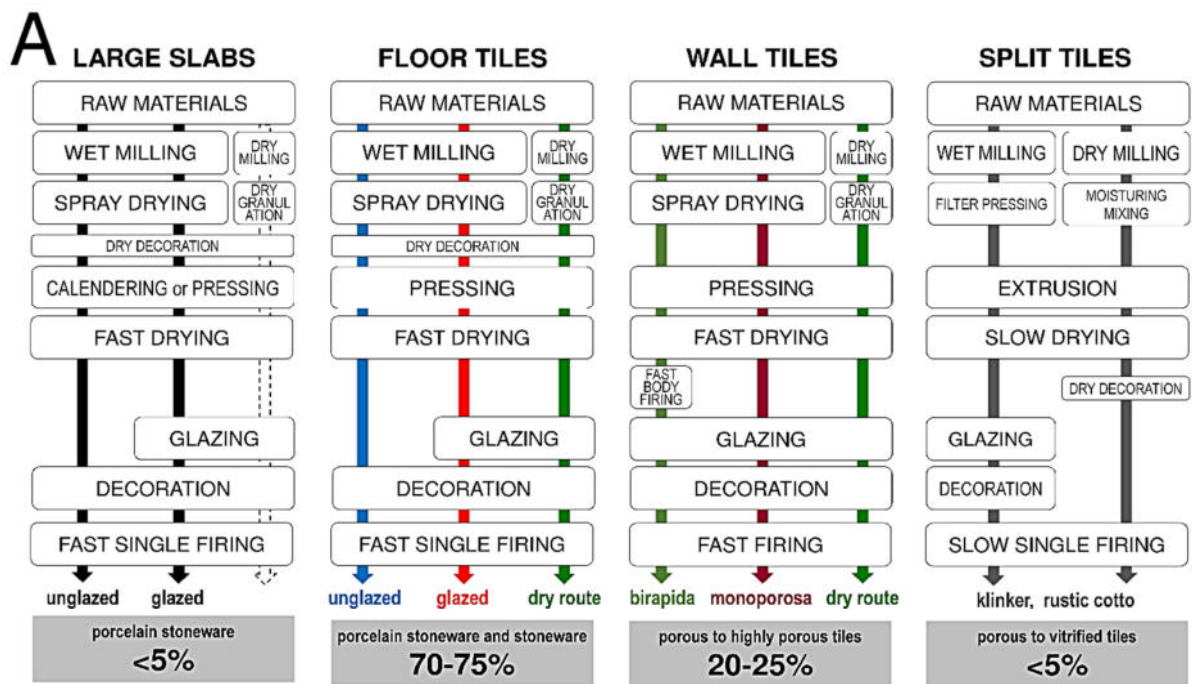 A
LARGE SLABS
RAW MATERIALS
WET MILLING
DRY
MILLING
SPRAY DRYING
DRY
GRANUL
ATION
DRY DECORATION
CALENDERING or PRESSING
FAST DRYING
GLAZING
DECORATION
FAST SINGLE FIRING
unglazed
glazed
porcelain stoneware
<5%
FLOOR TILES
RAW MATERIALS
WET MILLING
DRY
MILLING
SPRAY DRYING
DRY
GRANUL
ATION
DRY DECORATION
PRESSING
FAST DRYING
GLAZING
DECORATION
FAST SINGLE FIRING
unglazed
glazed
dry route
porcelain stoneware and stoneware
70-75%
WALL TILES
RAW MATERIALS
WET MILLING
DRY
MILLING
SPRAY DRYING
DRY
GRANUL
ATION
PRESSING
FAST DRYING
FAST
BODY
FIRING
GLAZING
DECORATION
FAST FIRING
birapida
monoporosa
dry route
porous to highly porous tiles
20-25%
SPLIT TILES
RAW MATERIALS
WET MILLING
DRY MILLING
FILTER PRESSING
MOISTURING
MIXING
EXTRUSION
SLOW DRYING
DRY DECORATION
GLAZING
DECORATION
SLOW SINGLE FIRING
klinker, rustic cotto
porous to vitrified tiles
<5%